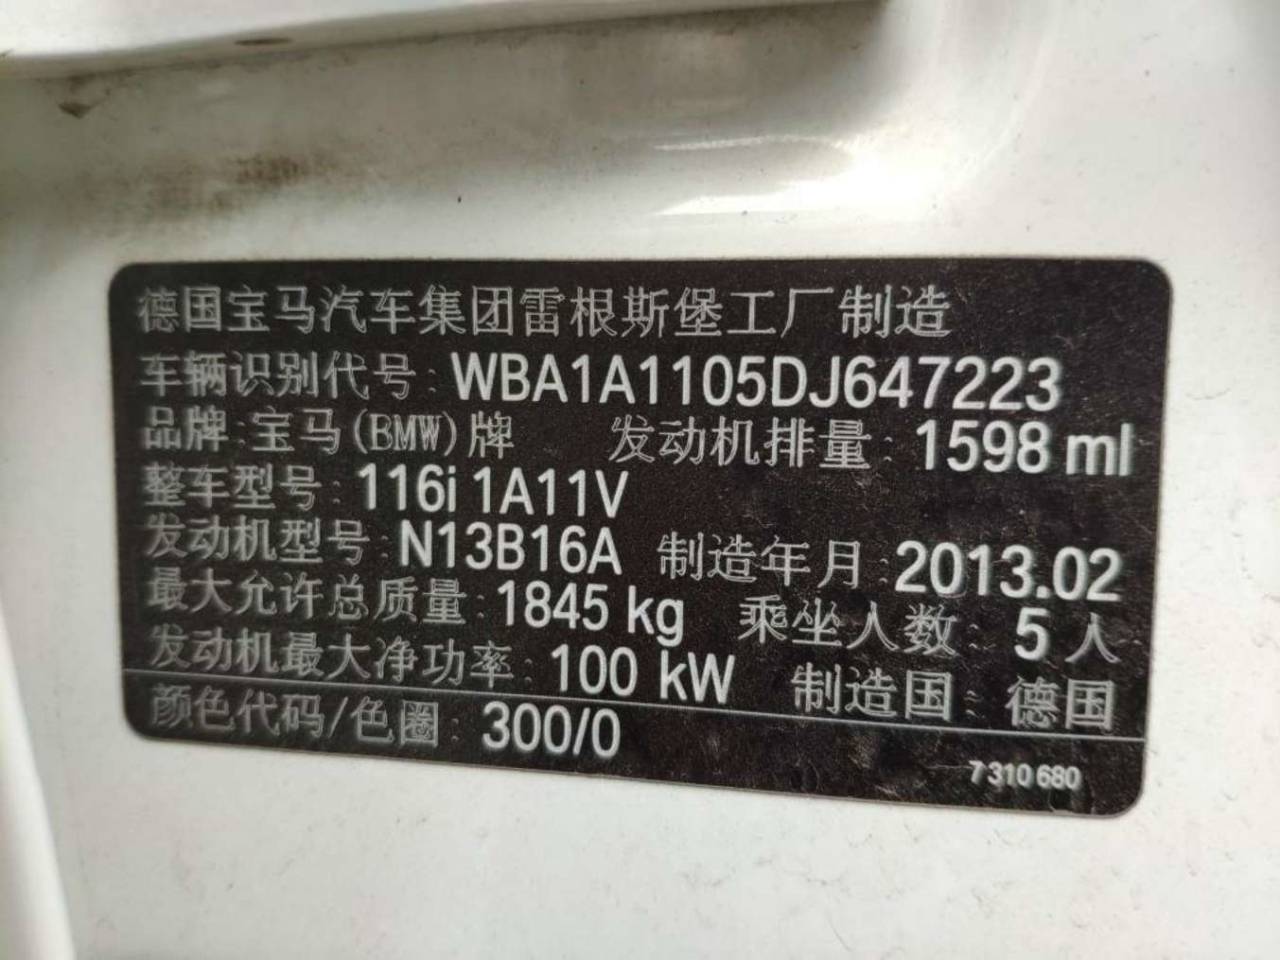 德国宝马汽车集团雷根斯堡工厂制造
车辆识别代号: WBA1A1105DJ647223
品牌:宝马(BMW)牌 发动机排量: 1598 ml
整车型号: 116i 1A11V
发动机型号: N13B16A 制造年月: 2013.02
最大允许总质量: 1845 kg 乘坐人数: 5 人
发动机最大净功率: 100 kW 制造国: 德国
颜色代码/色圈: 300/0
7 310 680